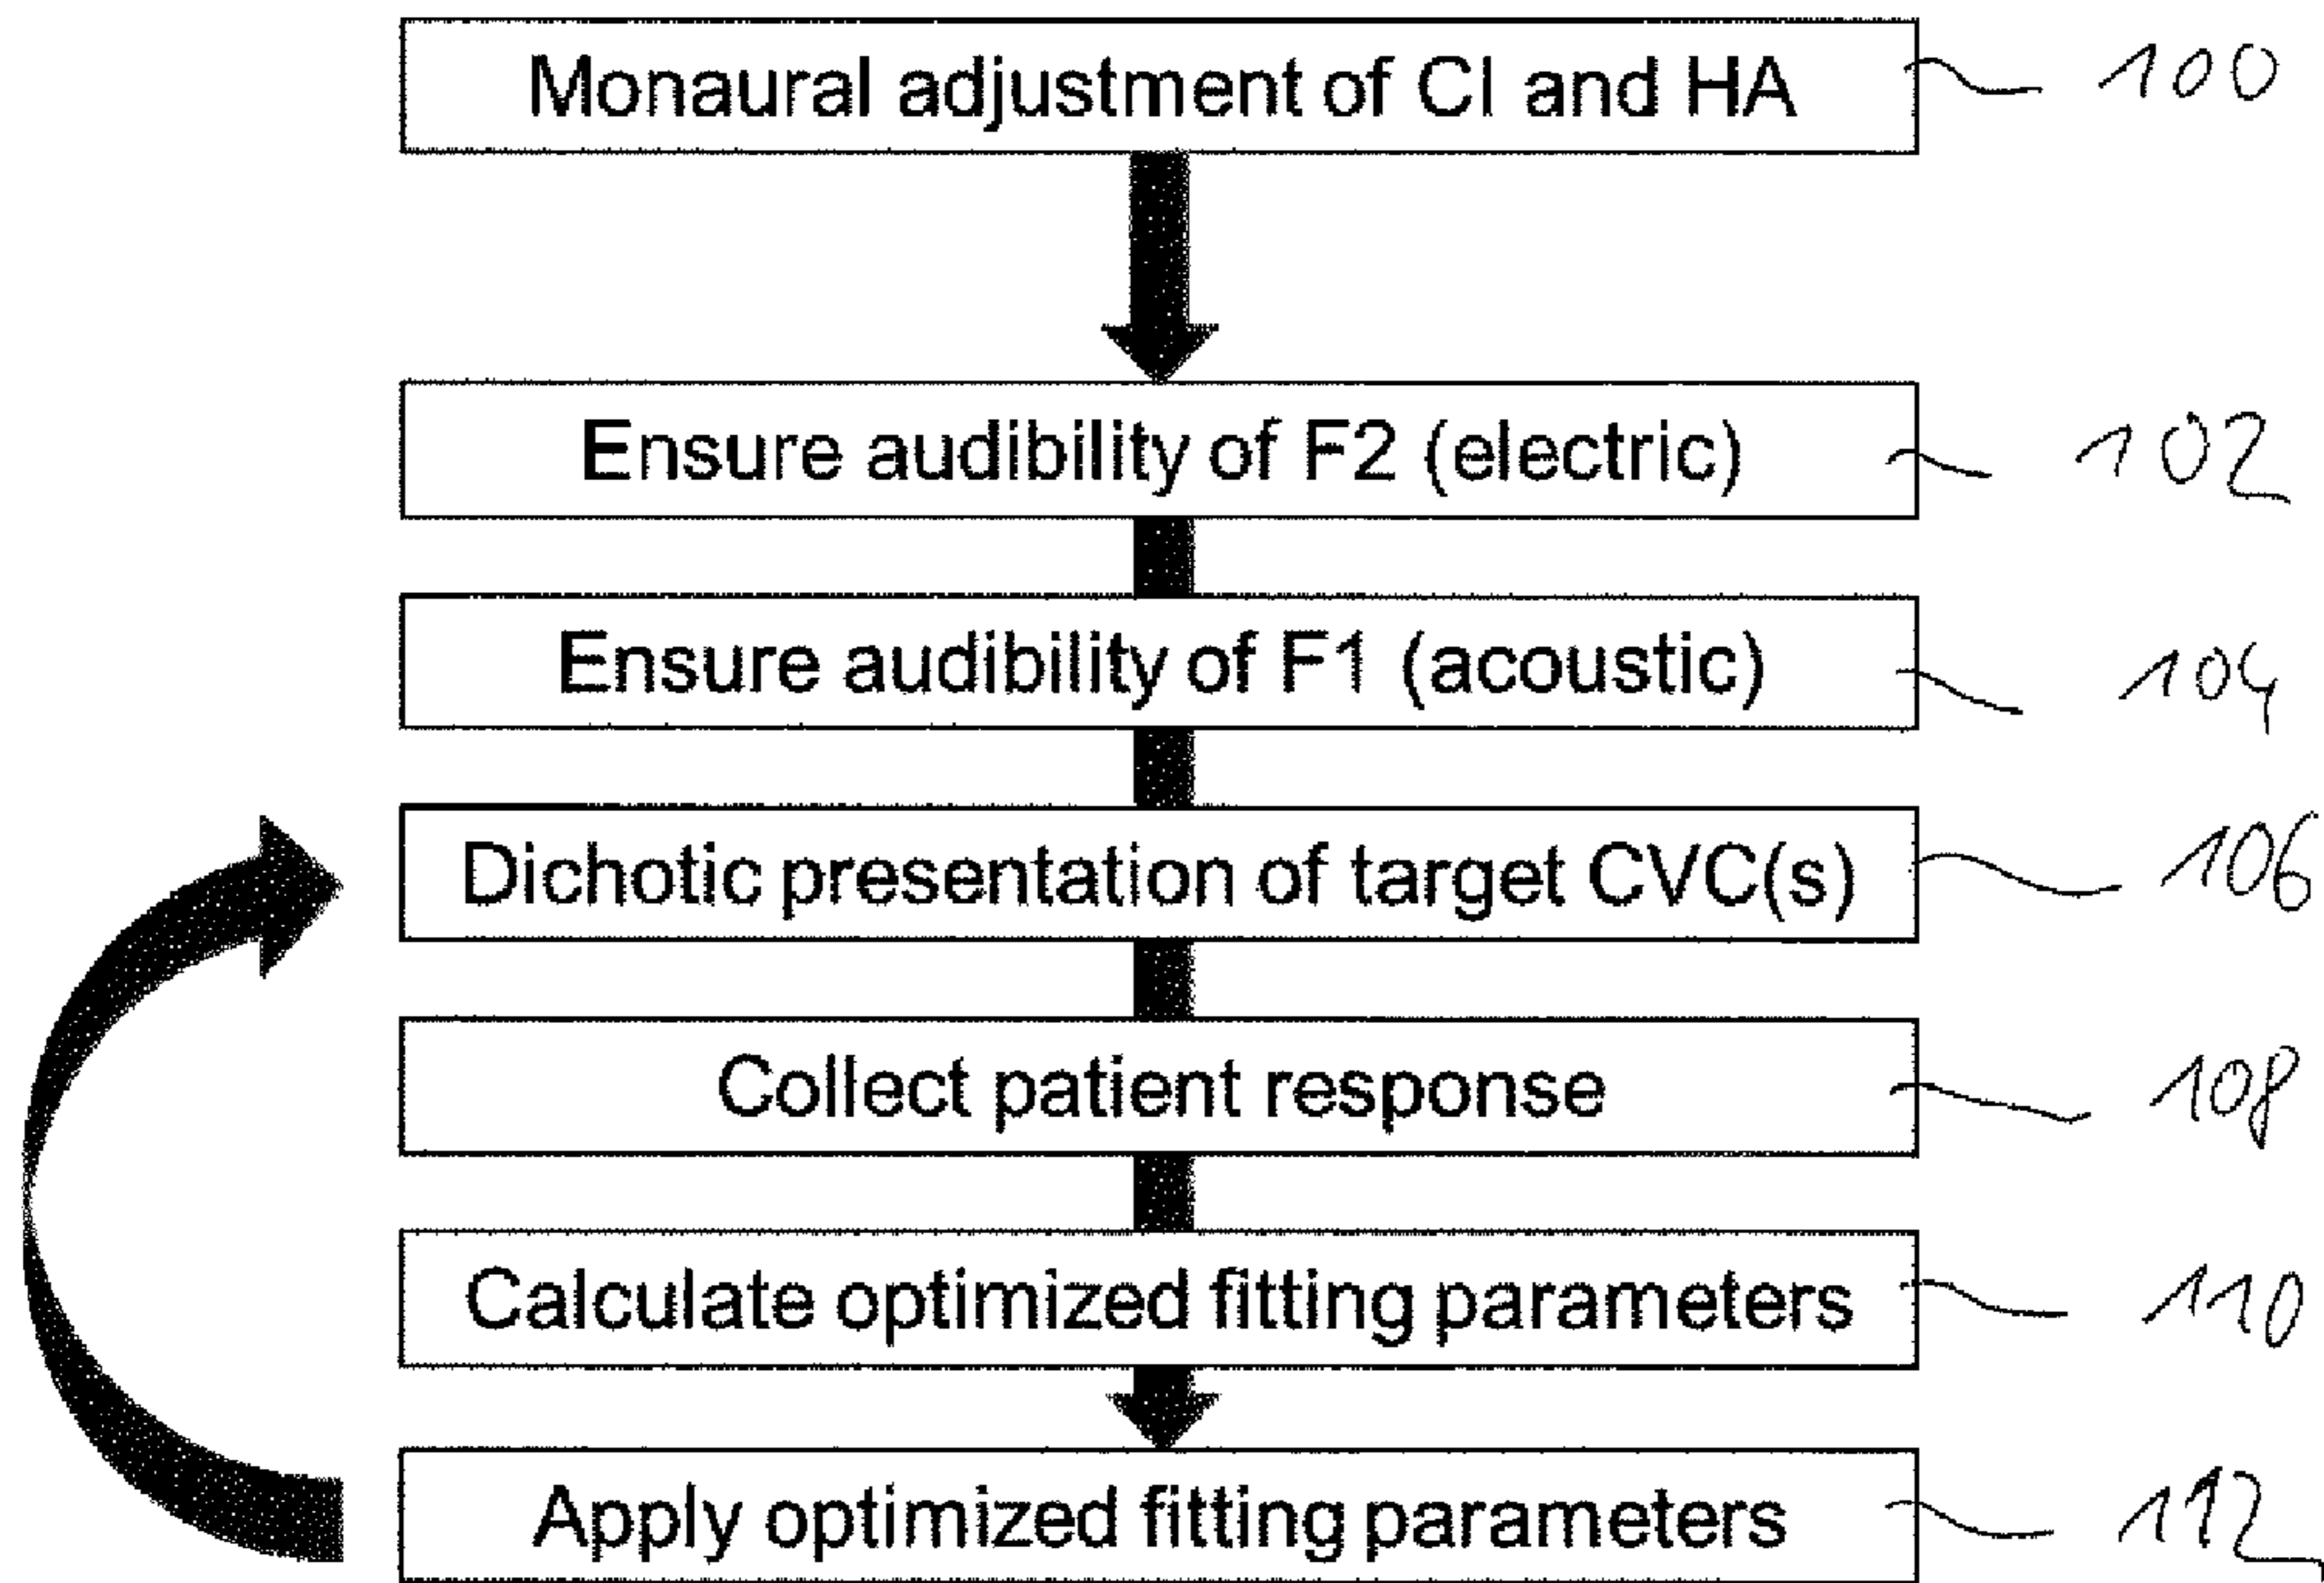 Monaural adjustment of CI and HA 100
Ensure audibility of F2 (electric) 102
Ensure audibility of F1 (acoustic) 104
Dichotic presentation of target CVC(s) 106
Collect patient response 108
Calculate optimized fitting parameters 110
Apply optimized fitting parameters 112